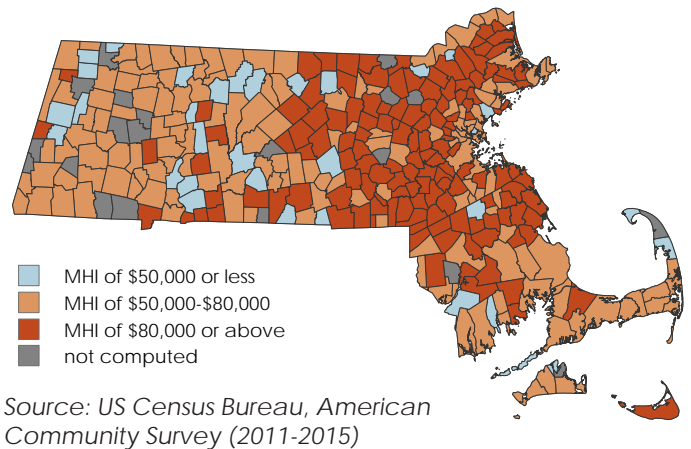 MHI of $50,000 or less
MHI of $50,000-$80,000
MHI of $80,000 or above
not computed
Source: US Census Bureau, American
Community Survey (2011-2015)